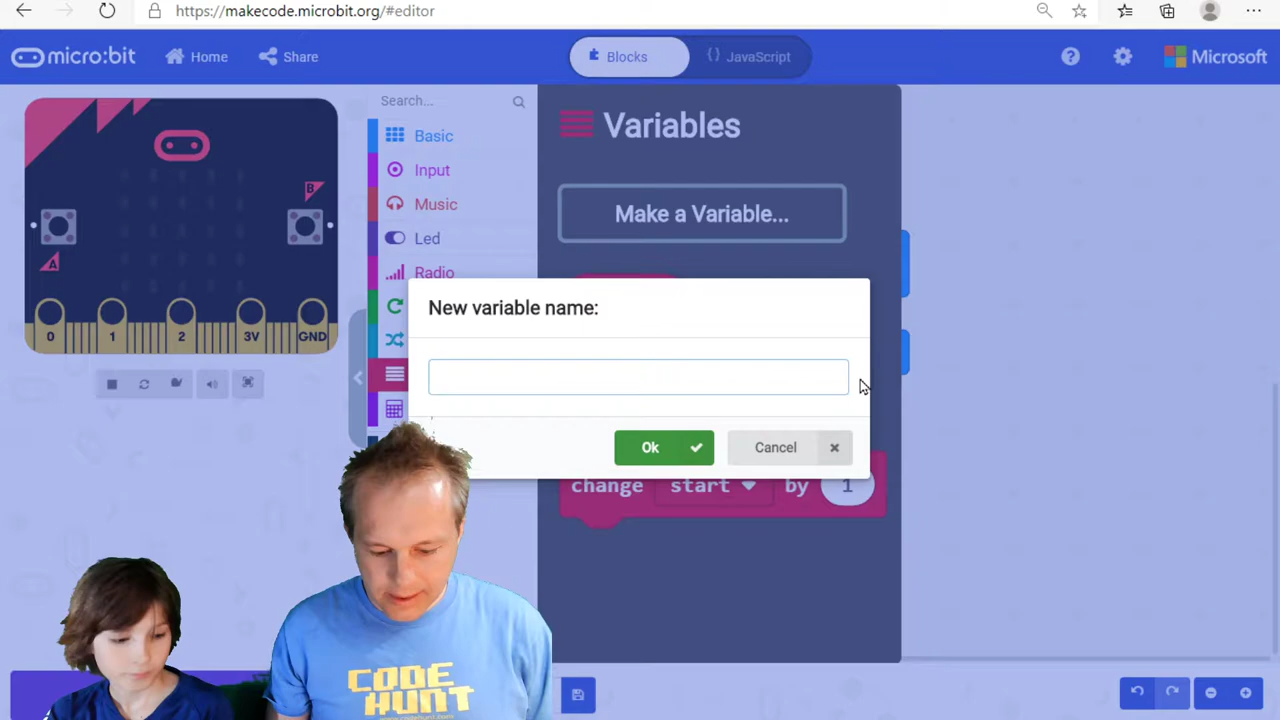 https://makecode.microbit.org/#editor
micro:bit
Home
Share
Blocks
{} JavaScript
Microsoft
Search...
Basic
Input
Music
Led
Radio
Variables
Make a Variable...
B
A
0 1 2 3V GND
New variable name:
Ok
Cancel
change start by 1
CODE
HUNT